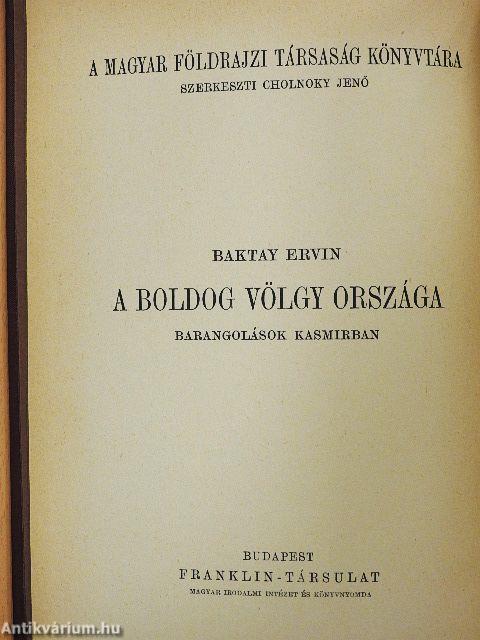 A MAGYAR FÖLDRAJZI TÁRSASÁG KÖNYVTÁRA
SZERKESZTI CHOLNOKY JENŐ
BAKTAY ERVIN
A BOLDOG VÖLGY ORSZÁGA
BARANGOLÁSOK KASMIRBAN
BUDAPEST
FRANKLIN-TÁRSULAT
MAGYAR IRODALMI INTÉZET ÉS KÖNYVNYOMDA
Antikvárium.hu